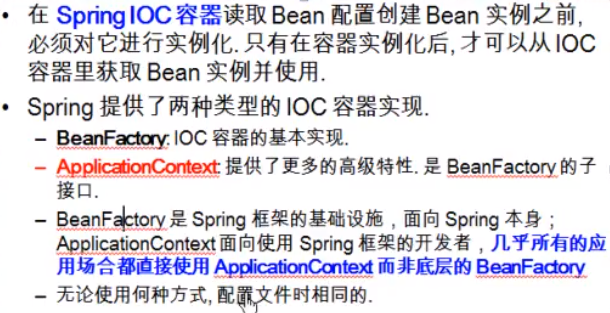 • 在 Spring IOC 容器读取 Bean 配置创建 Bean 实例之前,
必须对它进行实例化. 只有在容器实例化后, 才可以从 IOC
容器里获取 Bean 实例并使用.
• Spring 提供了两种类型的 IOC 容器实现.
– BeanFactory: IOC 容器的基本实现.
– ApplicationContext: 提供了更多的高级特性. 是 BeanFactory 的子
接口.
– BeanFactory 是 Spring 框架的基础设施，面向 Spring 本身；
ApplicationContext 面向使用 Spring 框架的开发者，几乎所有的应
用场合都直接使用 ApplicationContext 而非底层的 BeanFactory
– 无论使用何种方式, 配置文件时相同的.